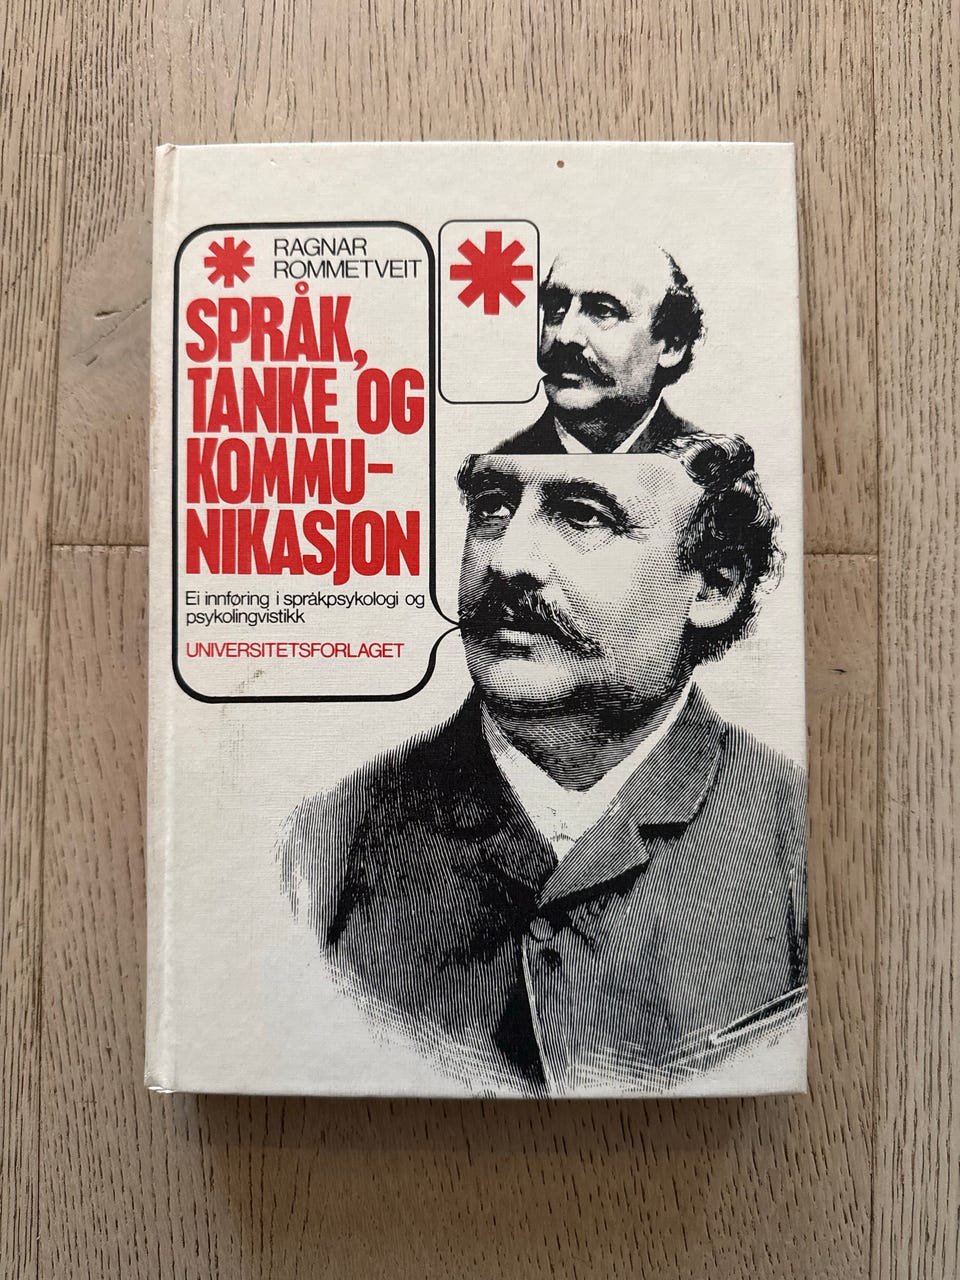 RAGNAR
ROMMETVEIT
SPRÅK,
TANKE OG
KOMMU-
NIKASJON
Ei innføring i språkpsykologi og
psykolingvistikk
UNIVERSITETSFORLAGET